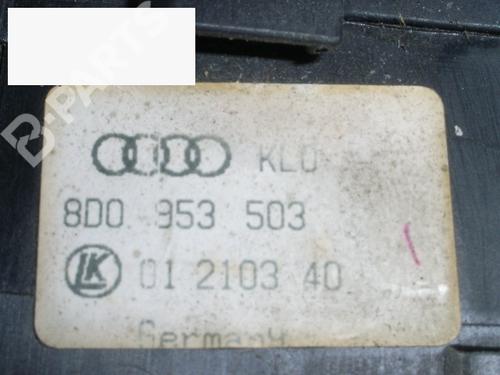 KLO
8D0 953 503
LK 01 2103 40
Germany
B-PARTS